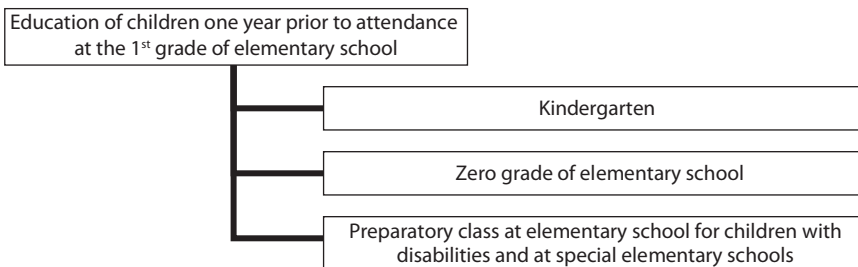 Education of children one year prior to attendance
at the 1st grade of elementary school
Kindergarten
Zero grade of elementary school
Preparatory class at elementary school for children with
disabilities and at special elementary schools